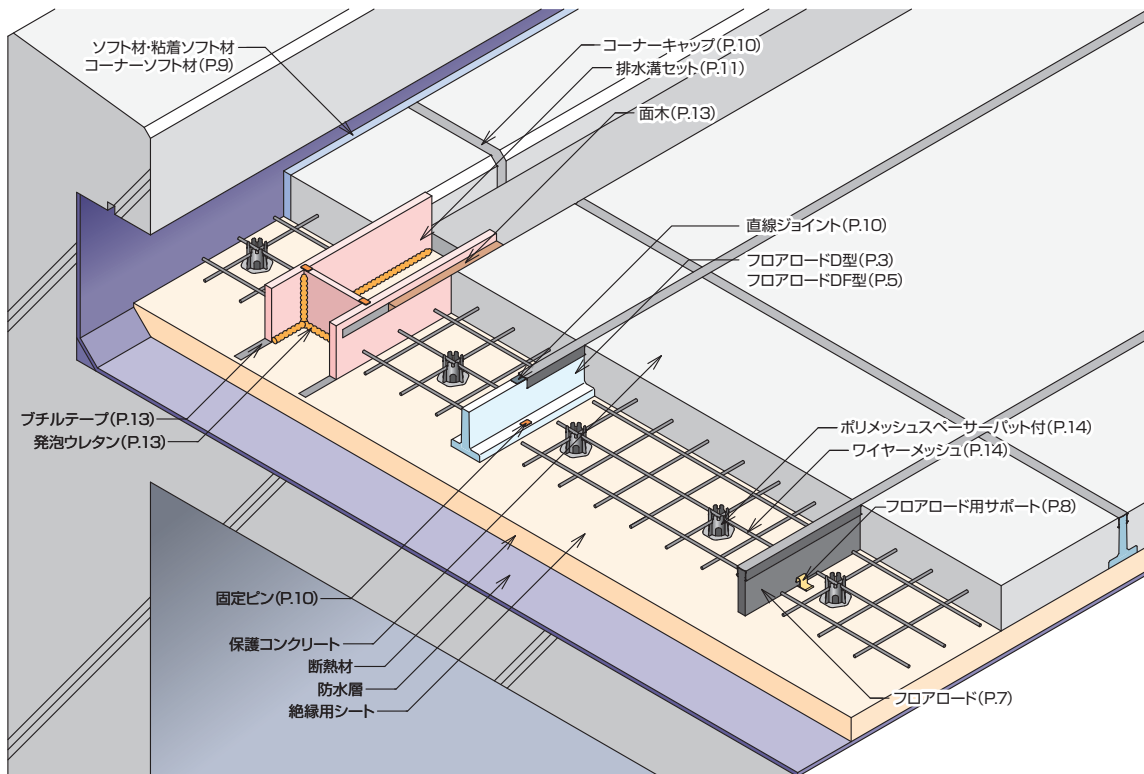 ソフト材・粘着ソフト材
コーナーソフト材(P.9)
コーナーキャップ(P.10)
排水溝セット(P.11)
面木(P.13)
直線ジョイント(P.10)
フロアロードD型(P.3)
フロアロードDF型(P.5)
ブチルテープ(P.13)
発泡ウレタン(P.13)
ポリメッシュスペーサーパット付(P.14)
ワイヤーメッシュ(P.14)
フロアロード用サポート(P.8)
固定ピン(P.10)
保護コンクリート
断熱材
防水層
絶縁用シート
フロアロード(P.7)